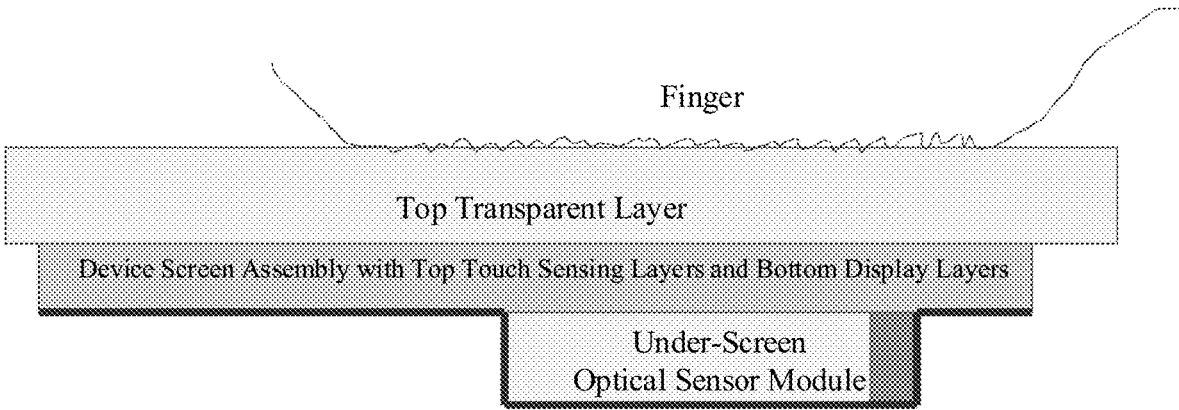 Finger
Top Transparent Layer
Device Screen Assembly with Top Touch Sensing Layers and Bottom Display Layers
Under-Screen
Optical Sensor Module